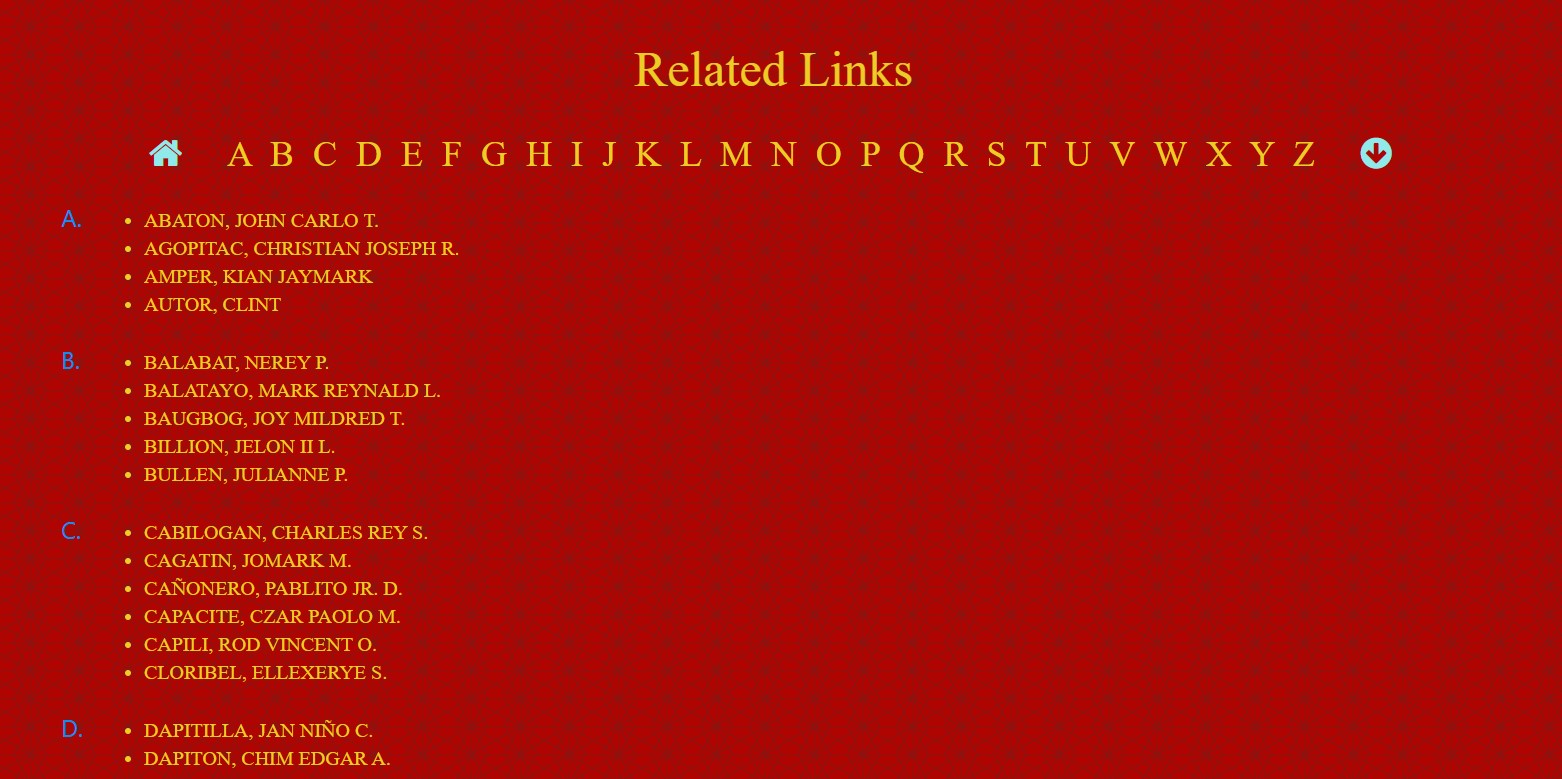 Related Links
A B C D E F G H I J K L M N O P Q R S T U V W X Y Z
A.
ABATON, JOHN CARLO T.
AGOPITAC, CHRISTIAN JOSEPH R.
AMPER, KIAN JAYMARK
AUTOR, CLINT
B.
BALABAT, NEREY P.
BALATAYO, MARK REYNALD L.
BAUGBOG, JOY MILDRED T.
BILLION, JELON II L.
BULLEN, JULIANNE P.
C.
CABILOGAN, CHARLES REY S.
CAGATIN, JOMARK M.
CAÑONERO, PABLITO JR. D.
CAPACITE, CZAR PAOLO M.
CAPILI, ROD VINCENT O.
CLORIBEL, ELLEXERYE S.
D.
DAPITILLA, JAN NIÑO C.
DAPITON, CHIM EDGAR A.